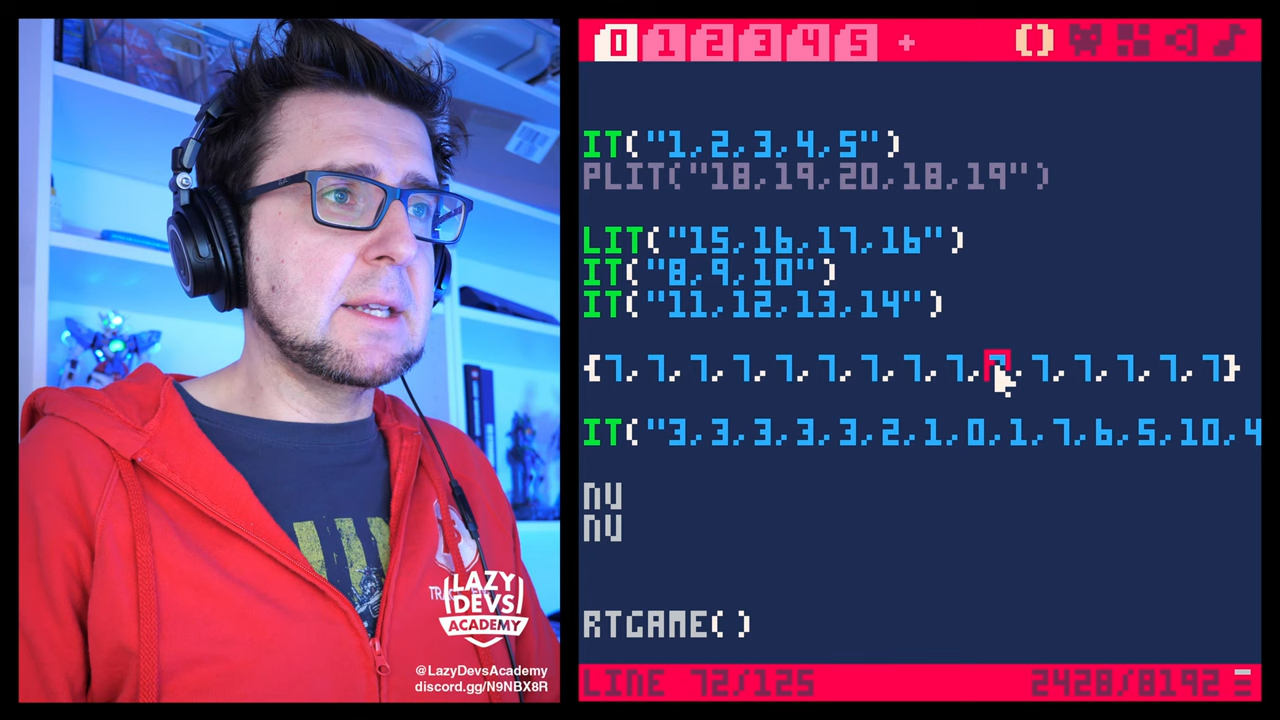 0 1 2 3 4 5 +
IT("1,2,3,4,5")
PLIT("18,19,20,18,19")
LIT("15,16,17,16")
IT("8,9,10")
IT("11,12,13,14")
{7,7,7,7,7,7,7,7,7,7,7,7,7,7}
IT("3,3,3,3,3,2,1,0,1,7,6,5,10,4
NU
NU
RTGAME()
LINE 72/125
2428/8192
LAZY
DEVS
ACADEMY
@LazyDevsAcademy
discord.gg/N9NBX8R